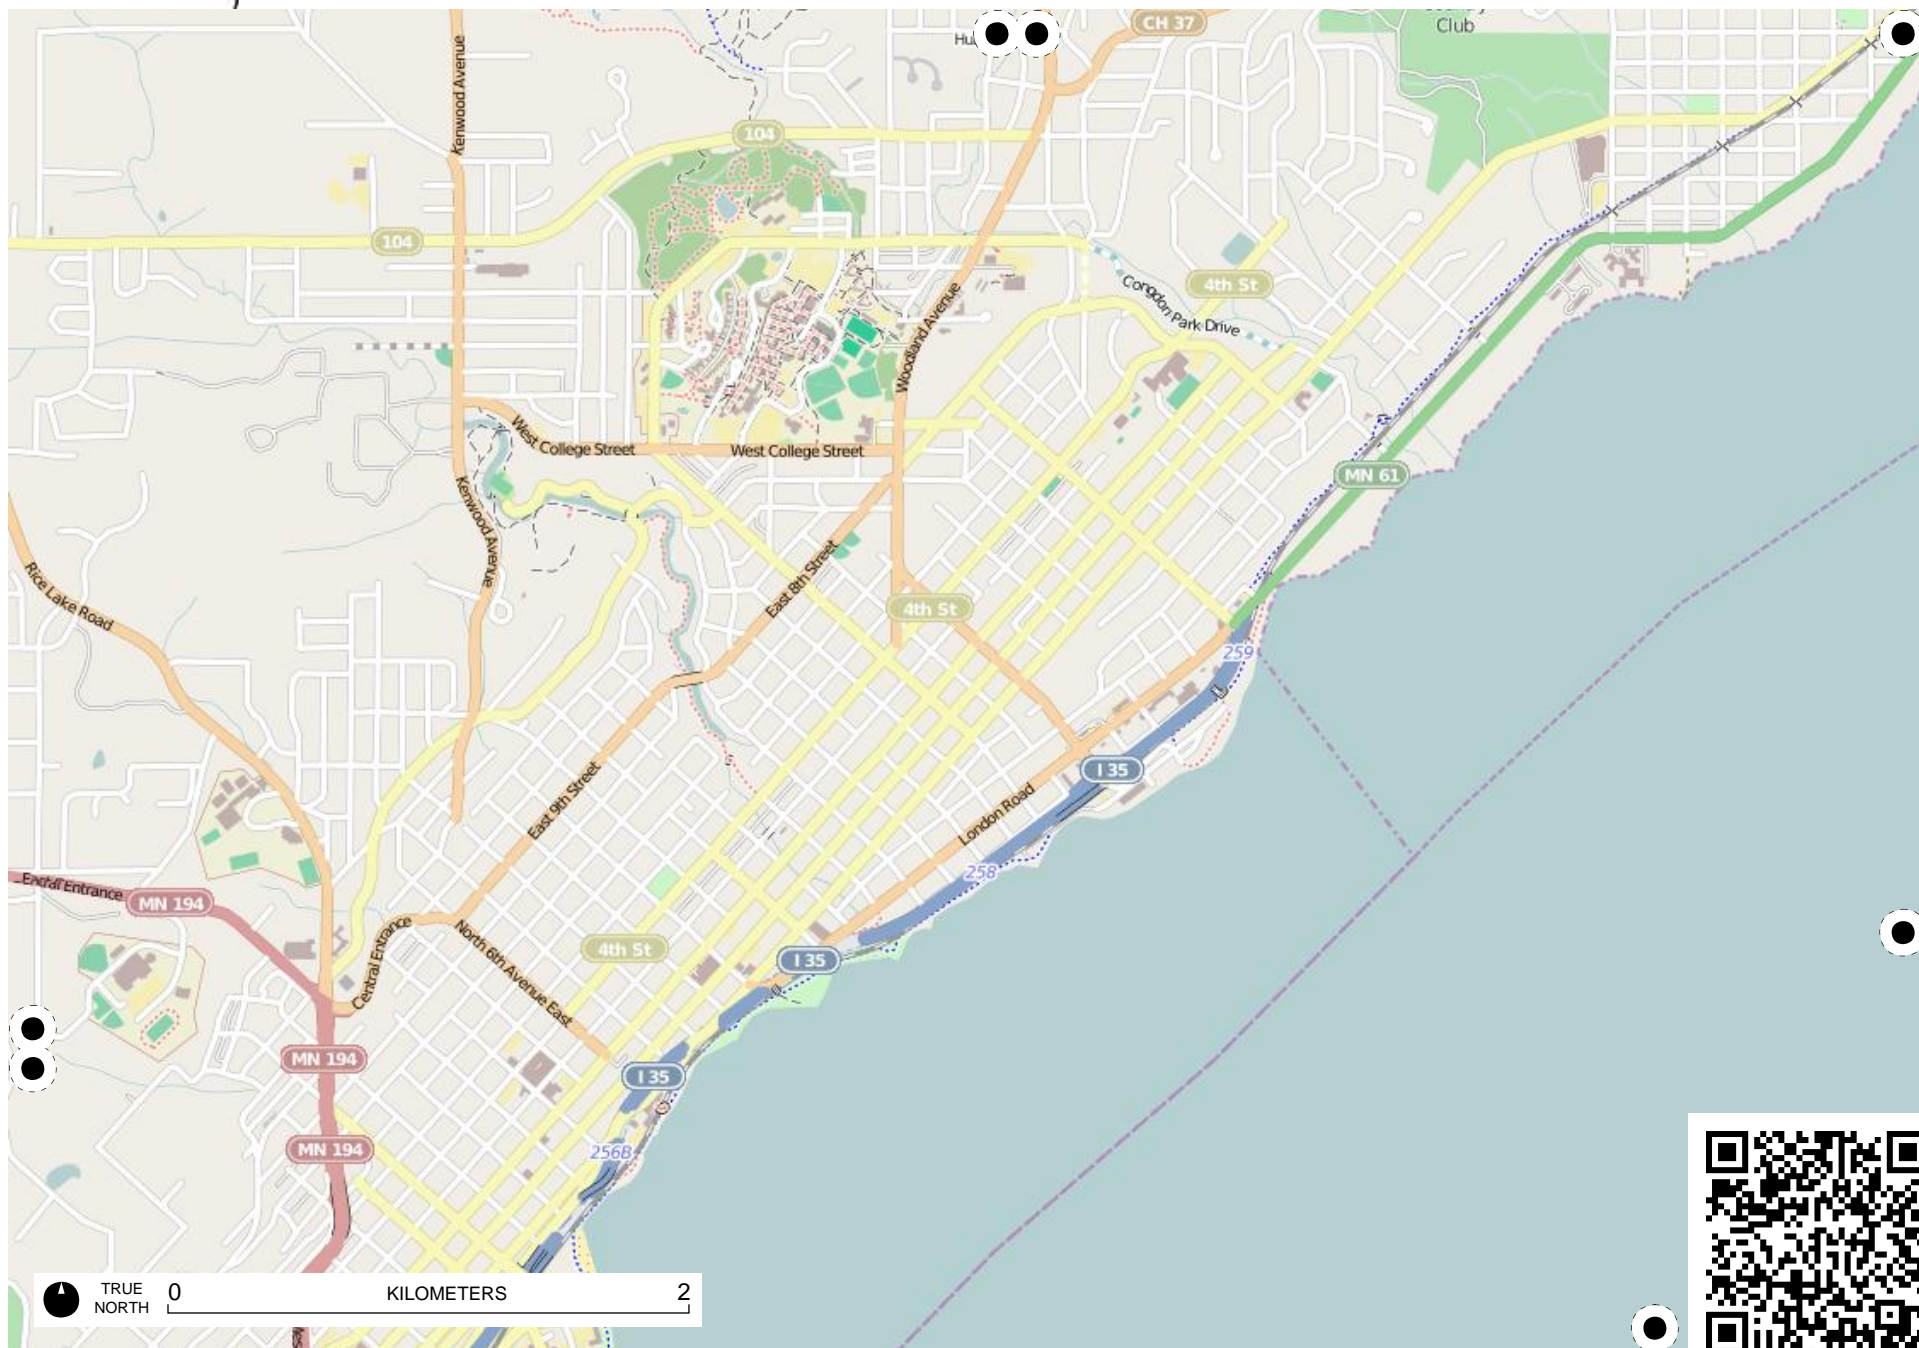 Club
CH 37
Kenwood Avenue
104
104
4th St
Congdon Park Drive
Woodland Avenue
West College Street
West College Street
MN 61
Kenwood Avenue
East 8th Street
Rice Lake Road
4th St
259
I 35
East 9th Street
London Road
258
MN 194
Central Entrance
North 6th Avenue East
4th St
I 35
MN 194
I 35
MN 194
256B
TRUE
NORTH
0
KILOMETERS
2